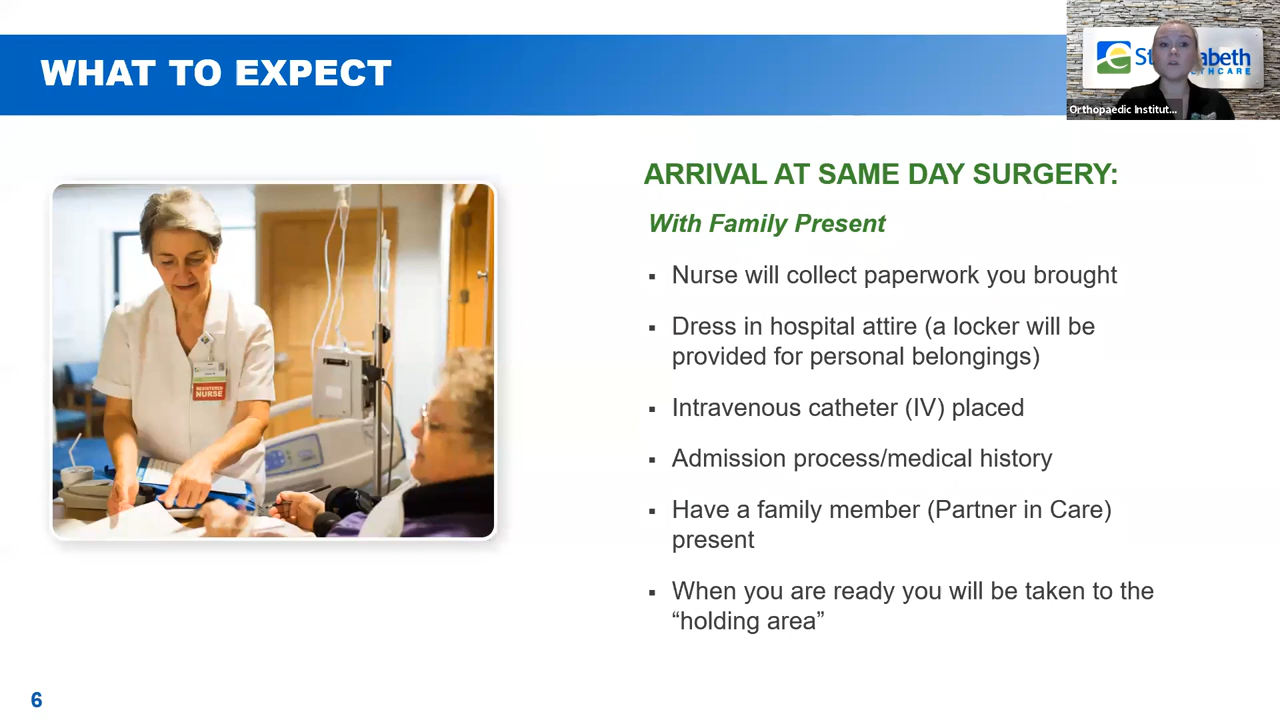 WHAT TO EXPECT
St
abeth
THCARE
Orthopaedic Institut...
ARRIVAL AT SAME DAY SURGERY:
With Family Present
▪ Nurse will collect paperwork you brought
▪ Dress in hospital attire (a locker will be
provided for personal belongings)
▪ Intravenous catheter (IV) placed
▪ Admission process/medical history
▪ Have a family member (Partner in Care)
present
▪ When you are ready you will be taken to the
“holding area”
REGISTERED
NURSE
6